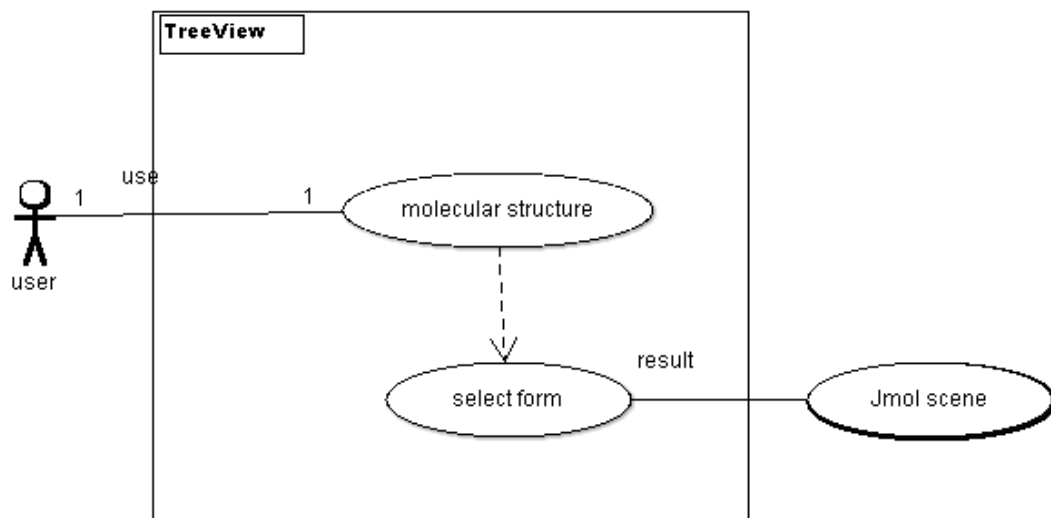 TreeView
use
1
1
molecular structure
user
result
select form
Jmol scene